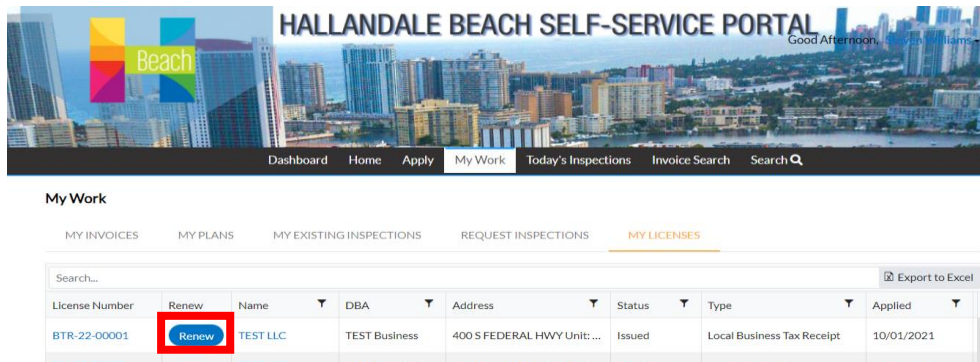 HALLANDALE BEACH SELF-SERVICE PORTAL
Good Afternoon,
Beach
Dashboard Home Apply My Work Today's Inspections Invoice Search Search
My Work
MY INVOICES MY PLANS MY EXISTING INSPECTIONS REQUEST INSPECTIONS MY LICENSES
Search... Export to Excel
License Number Renew Name DBA Address Status Type Applied
BTR-22-00001 Renew TEST LLC TEST Business 400 S FEDERAL HWY Unit: ... Issued Local Business Tax Receipt 10/01/2021